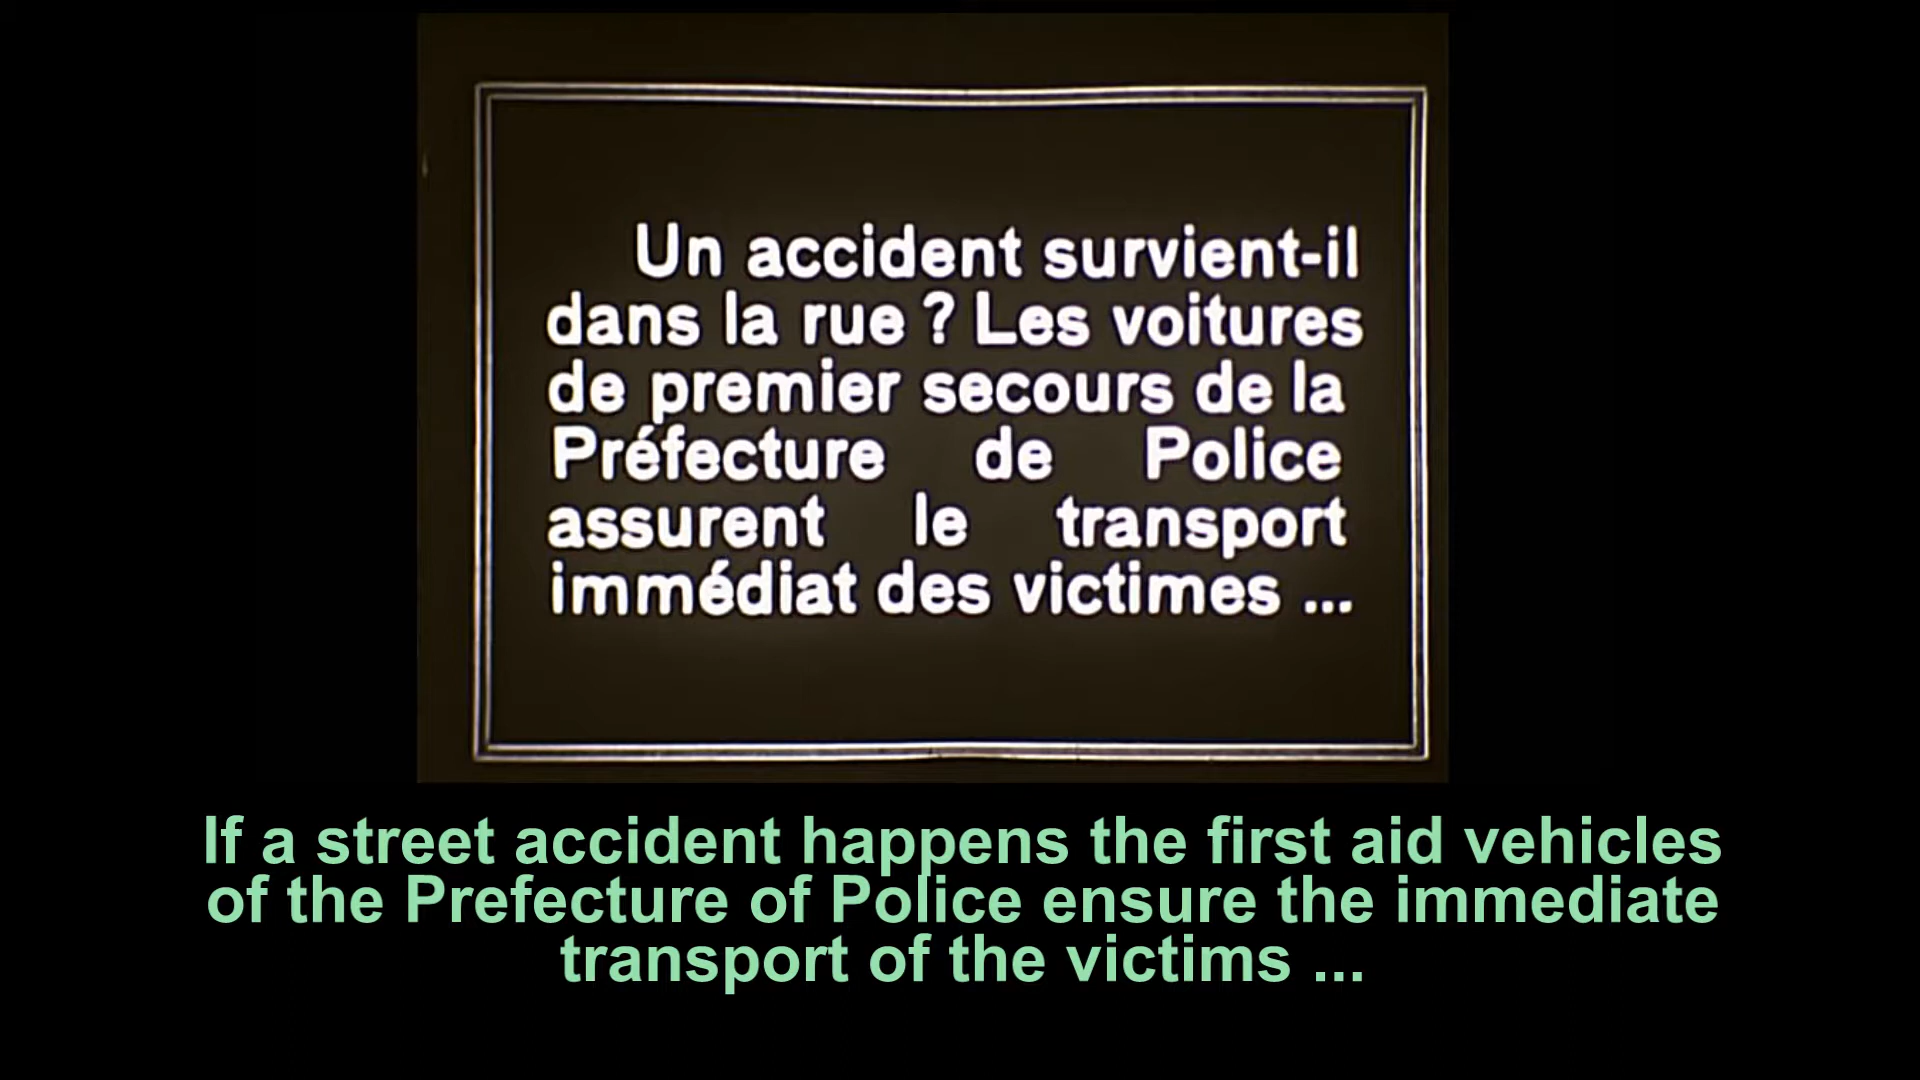 Un accident survient-il
dans la rue ? Les voitures
de premier secours de la
Préfecture de Police
assurent le transport
immédiat des victimes ...
If a street accident happens the first aid vehicles
of the Prefecture of Police ensure the immediate
transport of the victims ...